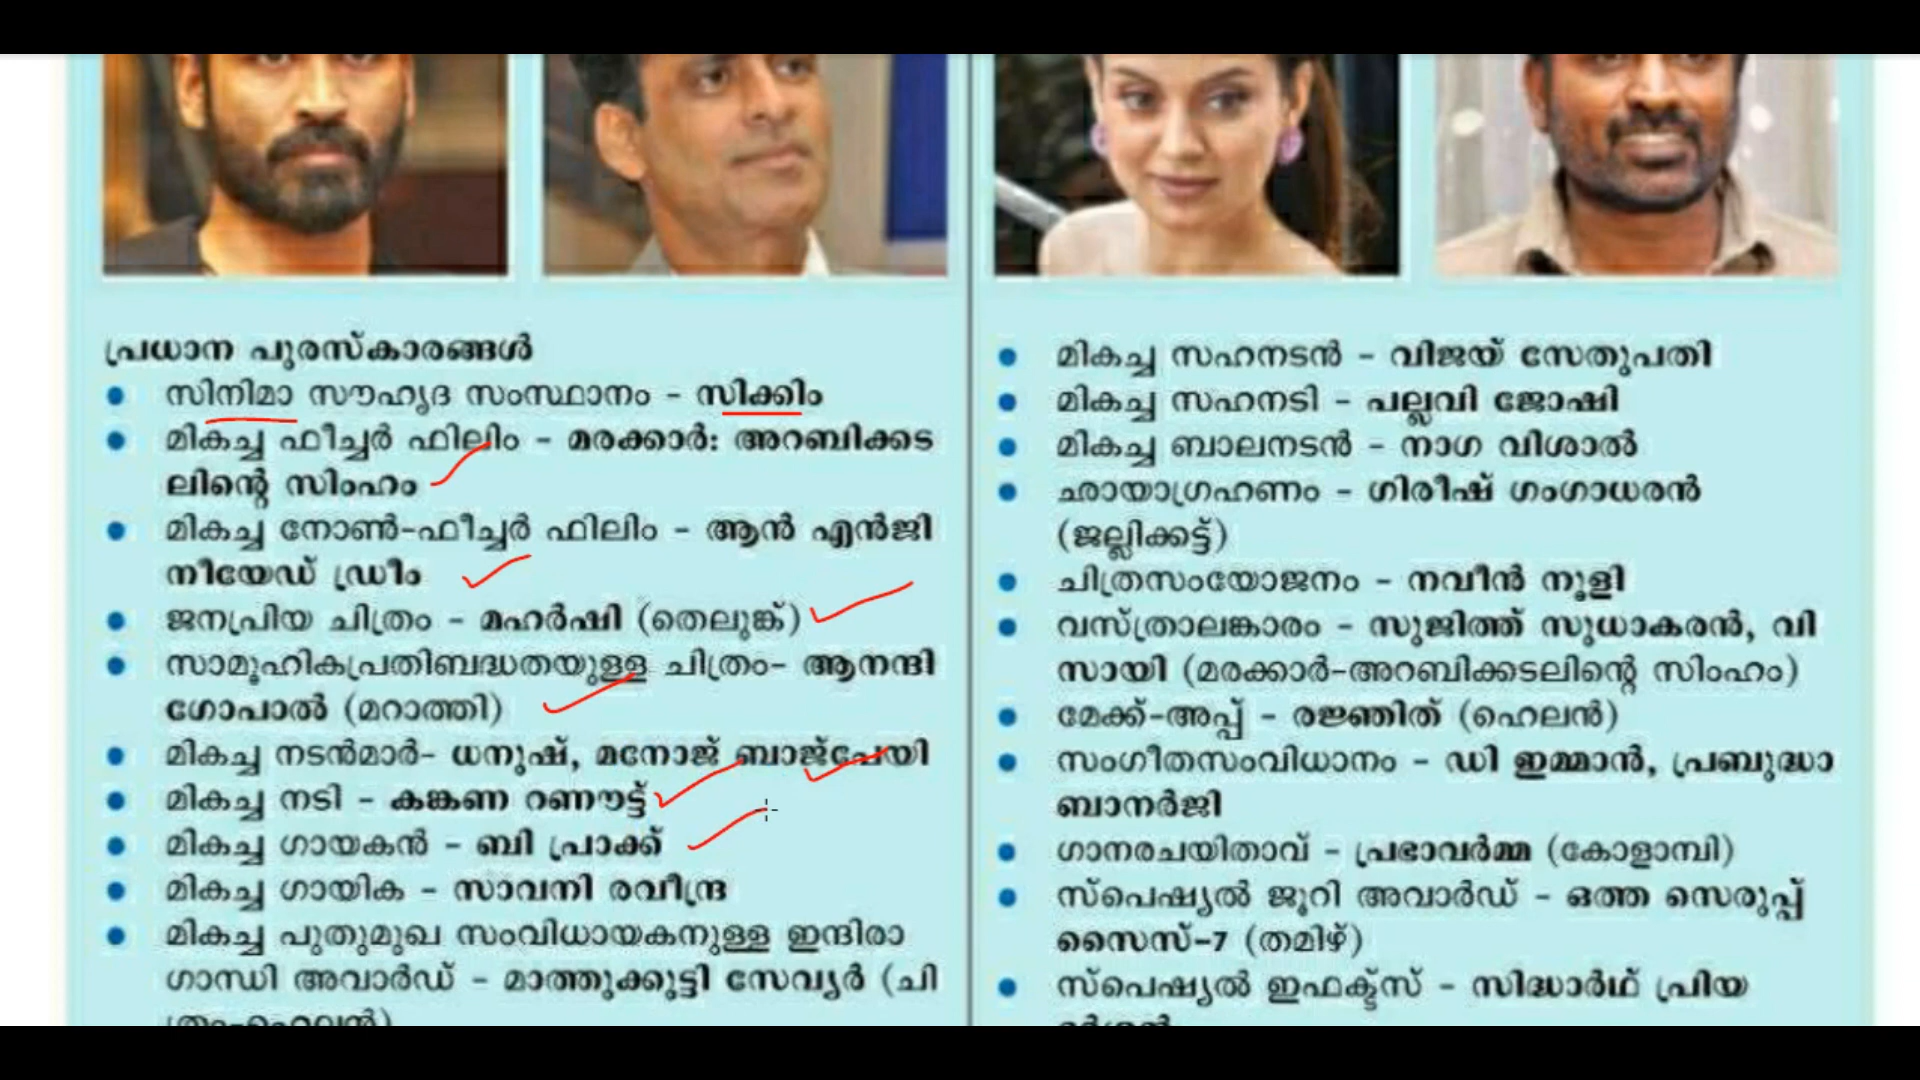 പ്രധാന പുരസ്കാരങ്ങൾ
സിനിമാ സൗഹൃദ സംസ്ഥാനം - സിക്കിം
മികച്ച ഫീച്ചർ ഫിലിം - മരക്കാർ: അറബിക്കട
ലിന്റെ സിംഹം
മികച്ച നോൺ-ഫീച്ചർ ഫിലിം - ആൻ എൻജി
നീയേഡ് ഡ്രീം
ജനപ്രിയ ചിത്രം - മഹർഷി (തെലുങ്ക്)
സാമൂഹികപ്രതിബദ്ധതയുള്ള ചിത്രം- ആനന്ദി
ഗോപാൽ (മറാത്തി)
മികച്ച നടൻമാർ- ധനുഷ്, മനോജ് ബാജ്പേയി
മികച്ച നടി - കങ്കണ റണൗട്ട്
മികച്ച ഗായകൻ - ബി പ്രാക്ക്
മികച്ച ഗായിക - സാവനി രവീന്ദ്ര
മികച്ച പുതുമുഖ സംവിധായകനുള്ള ഇന്ദിരാ
ഗാന്ധി അവാർഡ് - മാത്തുക്കുട്ടി സേവ്യർ (ചി
ത്രം-ഹെലൻ)
മികച്ച സഹനടൻ - വിജയ് സേതുപതി
മികച്ച സഹനടി - പല്ലവി ജോഷി
മികച്ച ബാലനടൻ - നാഗ വിശാൽ
ഛായാഗ്രഹണം - ഗിരീഷ് ഗംഗാധരൻ
(ജല്ലിക്കട്ട്)
ചിത്രസംയോജനം - നവീൻ നൂളി
വസ്ത്രാലങ്കാരം - സുജിത്ത് സുധാകരൻ, വി
സായി (മരക്കാർ-അറബിക്കടലിന്റെ സിംഹം)
മേക്ക്-അപ്പ് - രഞ്ഞിത് (ഹെലൻ)
സംഗീതസംവിധാനം - ഡി ഇമ്മാൻ, പ്രബുദ്ധാ
ബാനർജി
ഗാനരചയിതാവ് - പ്രഭാവർമ്മ (കോളാമ്പി)
സ്പെഷ്യൽ ജൂറി അവാർഡ് - ഒത്ത സെരുപ്പ്
സൈസ്-7 (തമിഴ്)
സ്പെഷ്യൽ ഇഫക്ട്സ് - സിദ്ധാർഥ് പ്രിയ